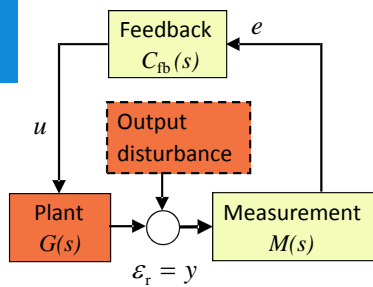 Feedback
C_fb(s)
e
u
Output
disturbance
Plant
G(s)
Measurement
M(s)
ε_r = y